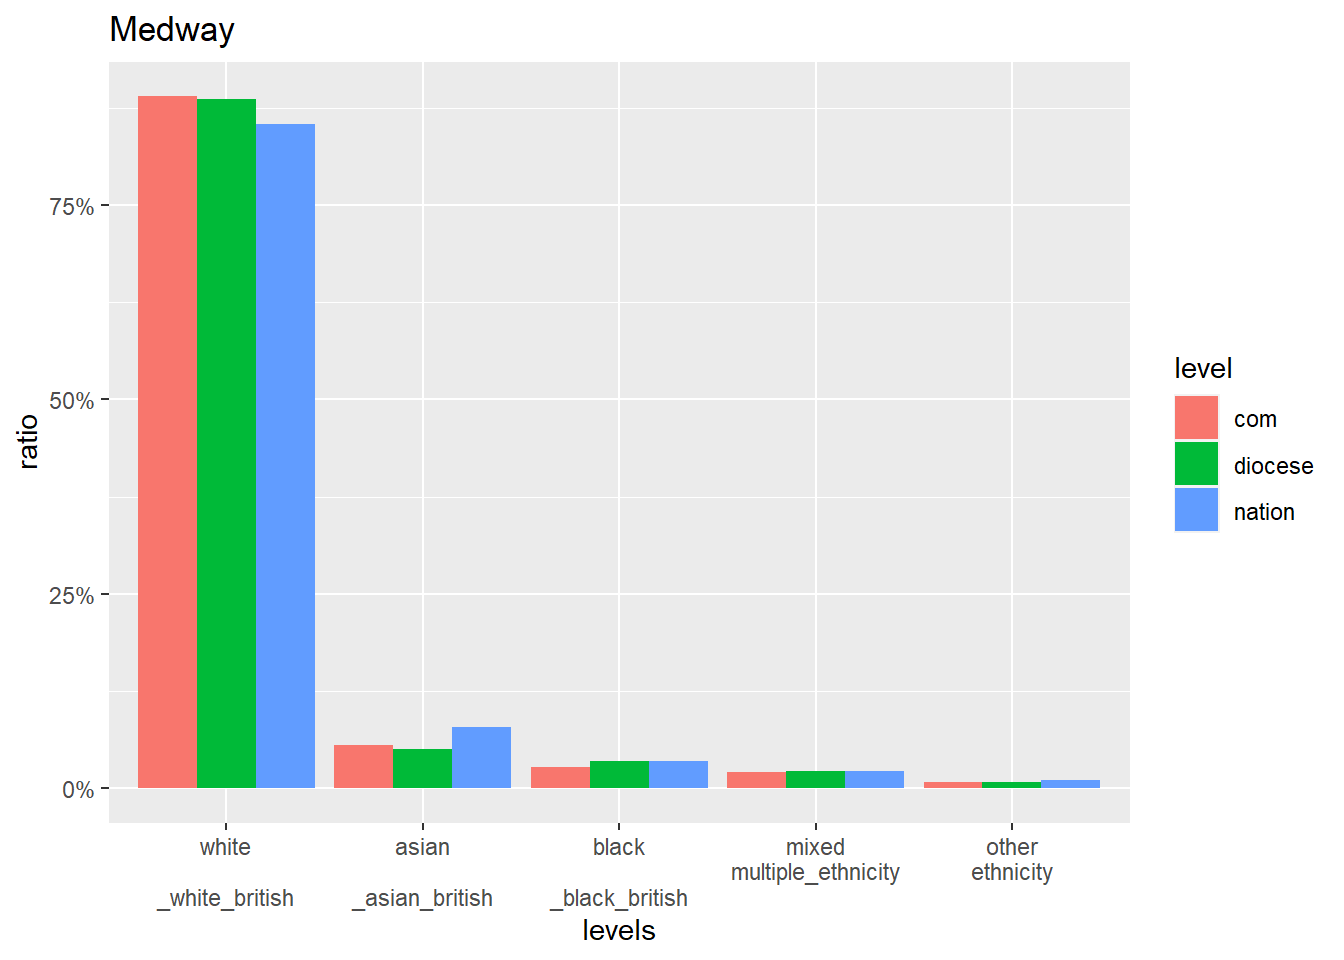 Medway
ratio
75%
50%
25%
0%
white
_white_british
asian
_asian_british
black
_black_british
mixed
multiple_ethnicity
other
ethnicity
levels
level
com
diocese
nation